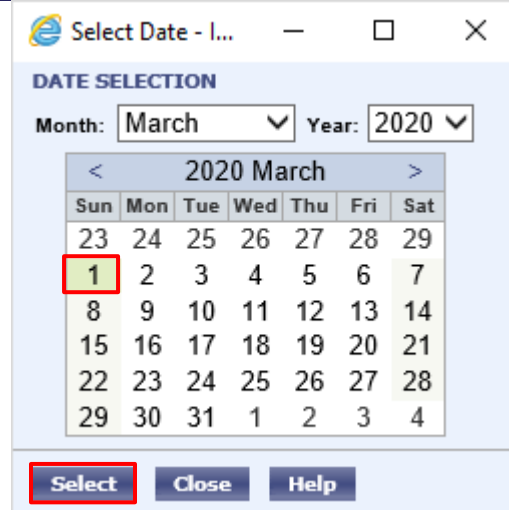 Select Date - I...
DATE SELECTION
Month: March Year: 2020
< 2020 March >
Sun Mon Tue Wed Thu Fri Sat
23 24 25 26 27 28 29
1 2 3 4 5 6 7
8 9 10 11 12 13 14
15 16 17 18 19 20 21
22 23 24 25 26 27 28
29 30 31 1 2 3 4
Select Close Help